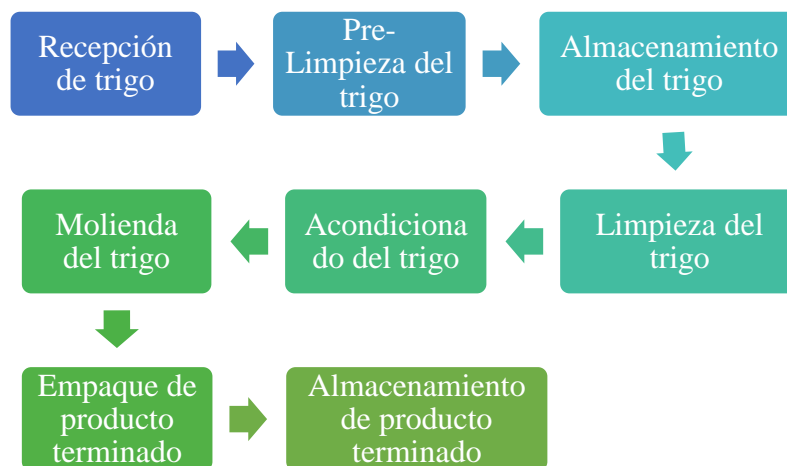 Recepción
de trigo
Pre-
Limpieza del
trigo
Almacenamiento
del trigo
Limpieza del
trigo
Acondiciona
do del trigo
Molienda
del trigo
Empaque de
producto
terminado
Almacenamiento
de producto
terminado